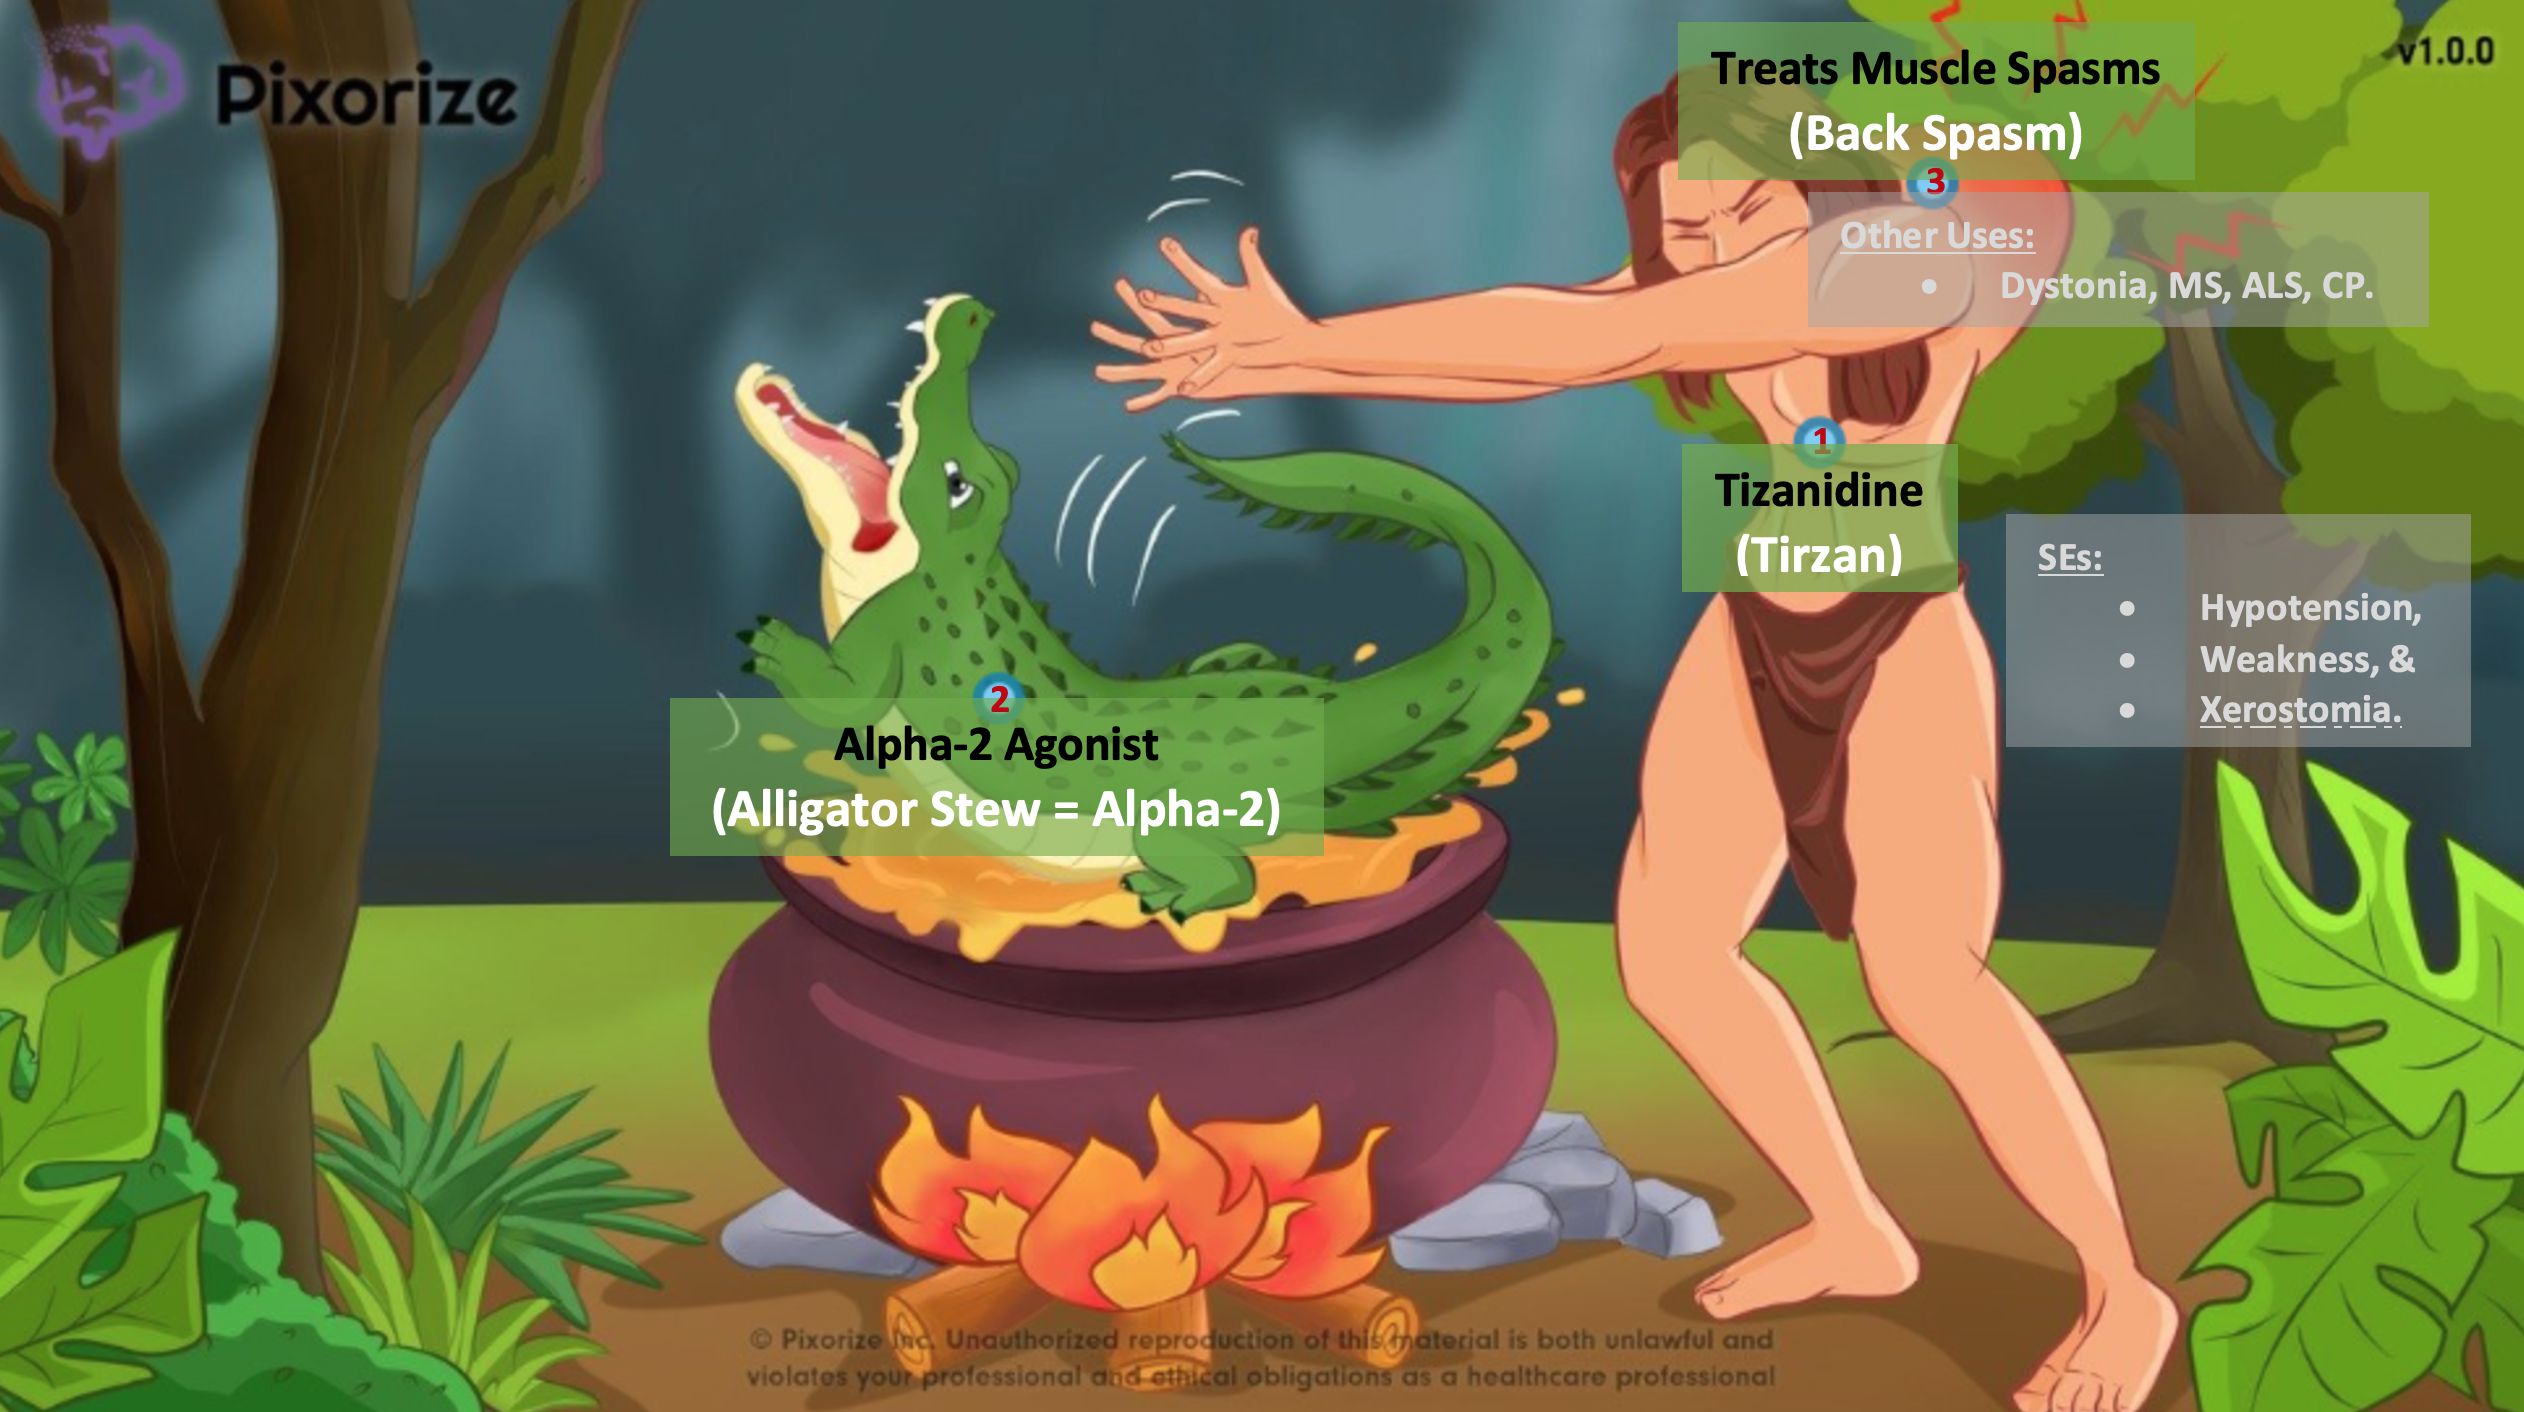 Pixorize
v1.0.0
Treats Muscle Spasms
(Back Spasm)
3
Other Uses:
• Dystonia, MS, ALS, CP.
1
Tizanidine
(Tirzan)
SEs:
• Hypotension,
• Weakness, &
• Xerostomia.
2
Alpha-2 Agonist
(Alligator Stew = Alpha-2)
© Pixorize Inc. Unauthorized reproduction of this material is both unlawful and
violates your professional and ethical obligations as a healthcare professional